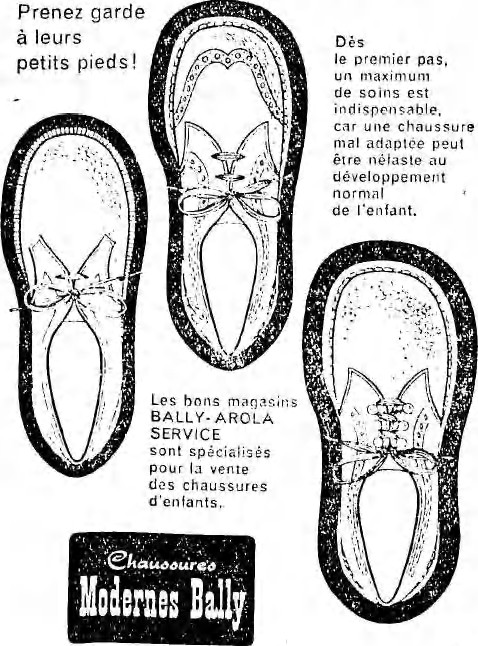 Prenez garde
à leurs
petits pieds!
Dès
le premier pas,
un maximum
de soins est
indispensable,
car une chaussure
mal adaptée peut
être néfaste au
développement
normal
de l'enfant.
Les bons magasins
BALLY-AROLA
SERVICE
sont spécialisés
pour la vente
des chaussures
d'enfants.
Chaussures
Modernes Bally